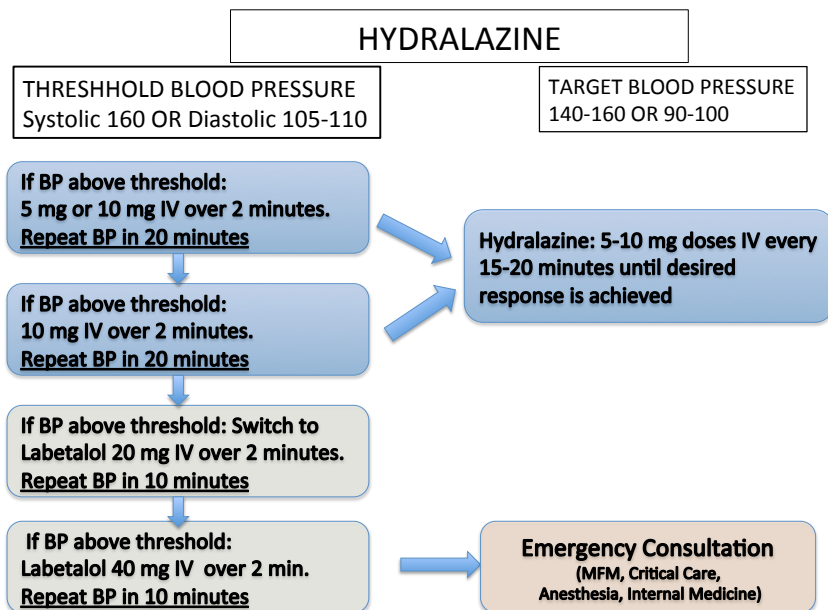 HYDRALAZINE
THRESHHOLD BLOOD PRESSURE
Systolic 160 OR Diastolic 105-110
TARGET BLOOD PRESSURE
140-160 OR 90-100
If BP above threshold:
5 mg or 10 mg IV over 2 minutes.
Repeat BP in 20 minutes
Hydralazine: 5-10 mg doses IV every
15-20 minutes until desired
response is achieved
If BP above threshold:
10 mg IV over 2 minutes.
Repeat BP in 20 minutes
If BP above threshold: Switch to
Labetalol 20 mg IV over 2 minutes.
Repeat BP in 10 minutes
If BP above threshold:
Labetalol 40 mg IV over 2 min.
Repeat BP in 10 minutes
Emergency Consultation
(MFM, Critical Care,
Anesthesia, Internal Medicine)